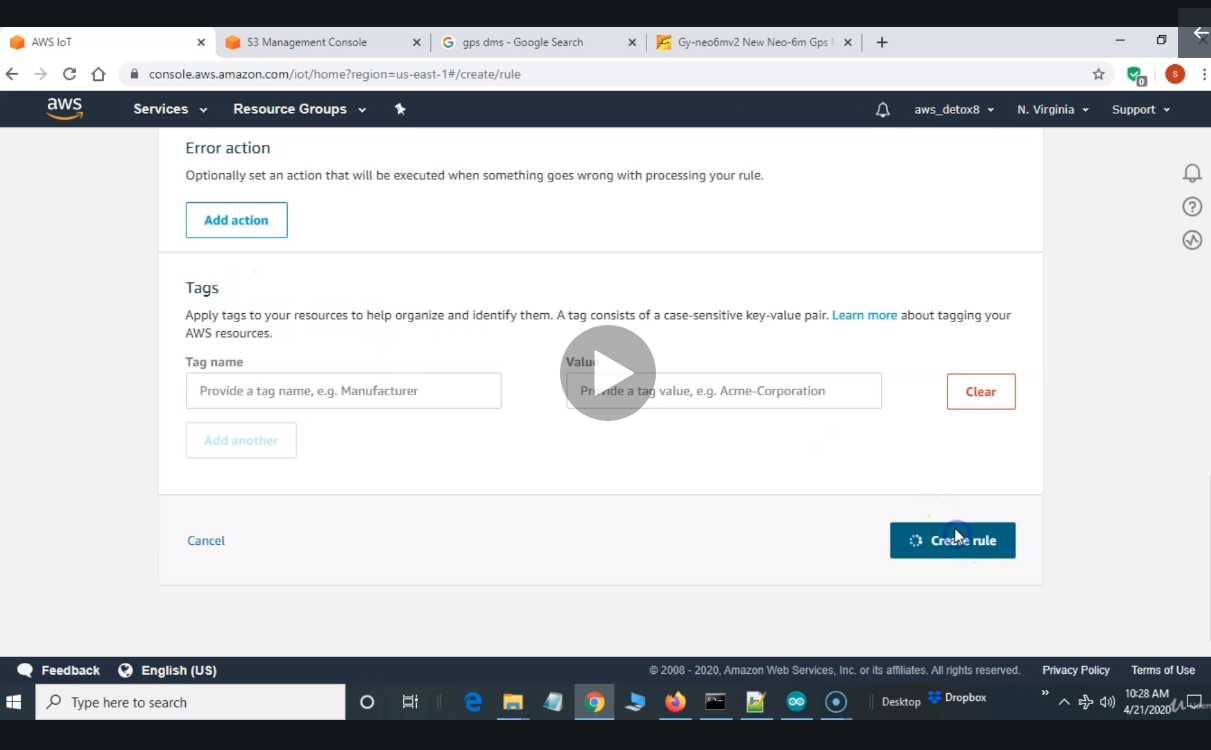 AWS IoT
S3 Management Console
gps dms - Google Search
Gy-neo6mv2 New Neo-6m Gps
console.aws.amazon.com/iot/home?region=us-east-1#/create/rule
0
S
aws
Services
Resource Groups
aws_detox8
N. Virginia
Support
Error action
Optionally set an action that will be executed when something goes wrong with processing your rule.
Add action
Tags
Apply tags to your resources to help organize and identify them. A tag consists of a case-sensitive key-value pair. Learn more about tagging your
AWS resources.
Tag name
Value
Provide a tag name, e.g. Manufacturer
Provide a tag value, e.g. Acme-Corporation
Clear
Add another
Cancel
Create rule
Feedback
English (US)
© 2008 - 2020, Amazon Web Services, Inc. or its affiliates. All rights reserved.
Privacy Policy
Terms of Use
Type here to search
Desktop
Dropbox
10:28 AM
4/21/2020